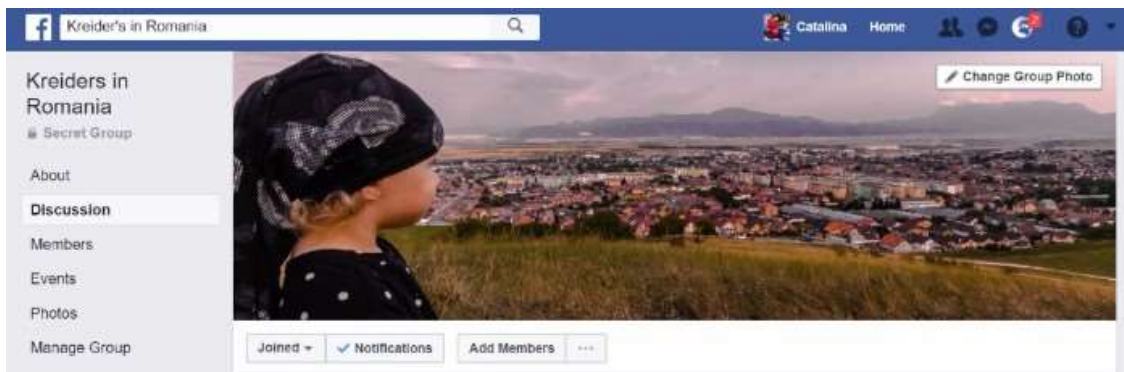 f Kreider's in Romania Catalina Home 2
Kreiders in
Romania
Secret Group
Change Group Photo
About
Discussion
Members
Events
Photos
Manage Group
Joined Notifications Add Members ...